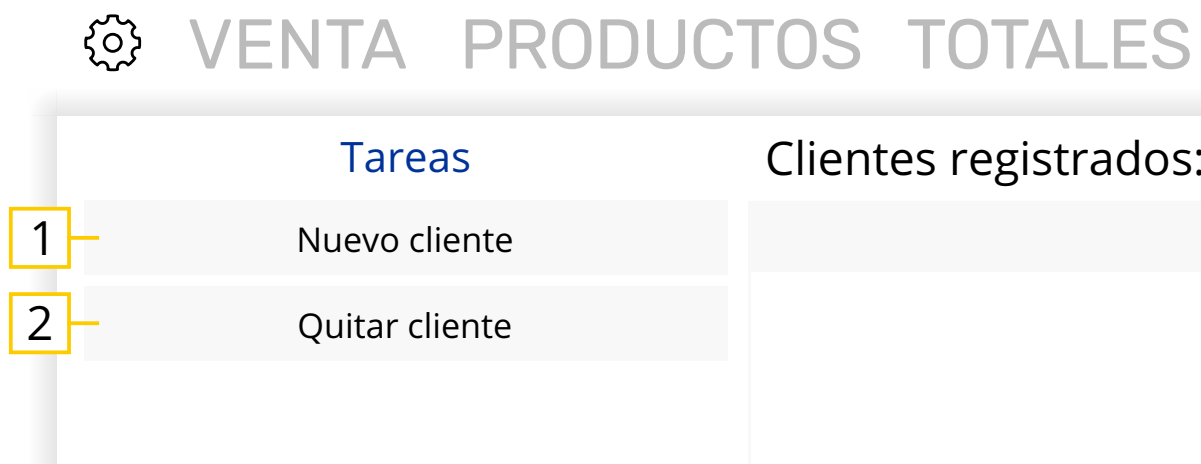 VENTA PRODUCTOS TOTALES
Tareas
Clientes registrados:
1 Nuevo cliente
2 Quitar cliente